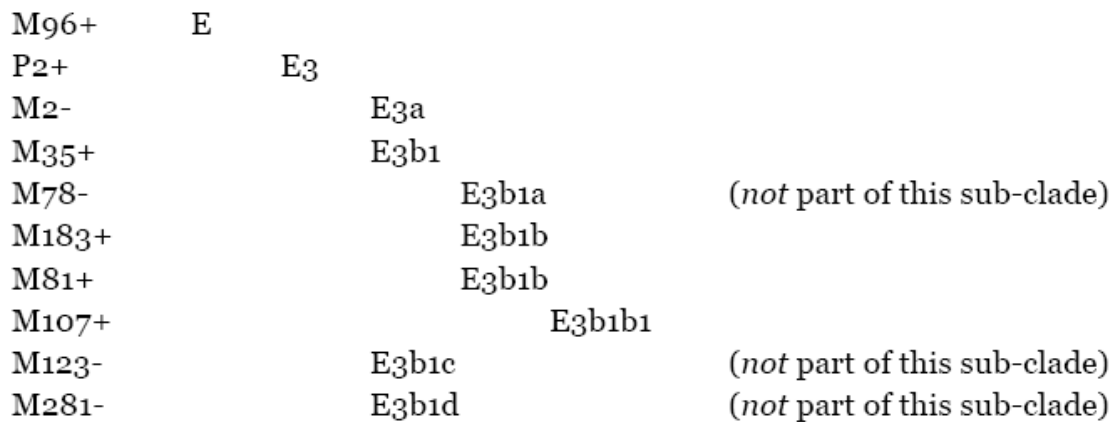 M96+ E
P2+ E3
M2- E3a
M35+ E3b1
M78- E3b1a (not part of this sub-clade)
M183+ E3b1b
M81+ E3b1b
M107+ E3b1b1
M123- E3b1c (not part of this sub-clade)
M281- E3b1d (not part of this sub-clade)